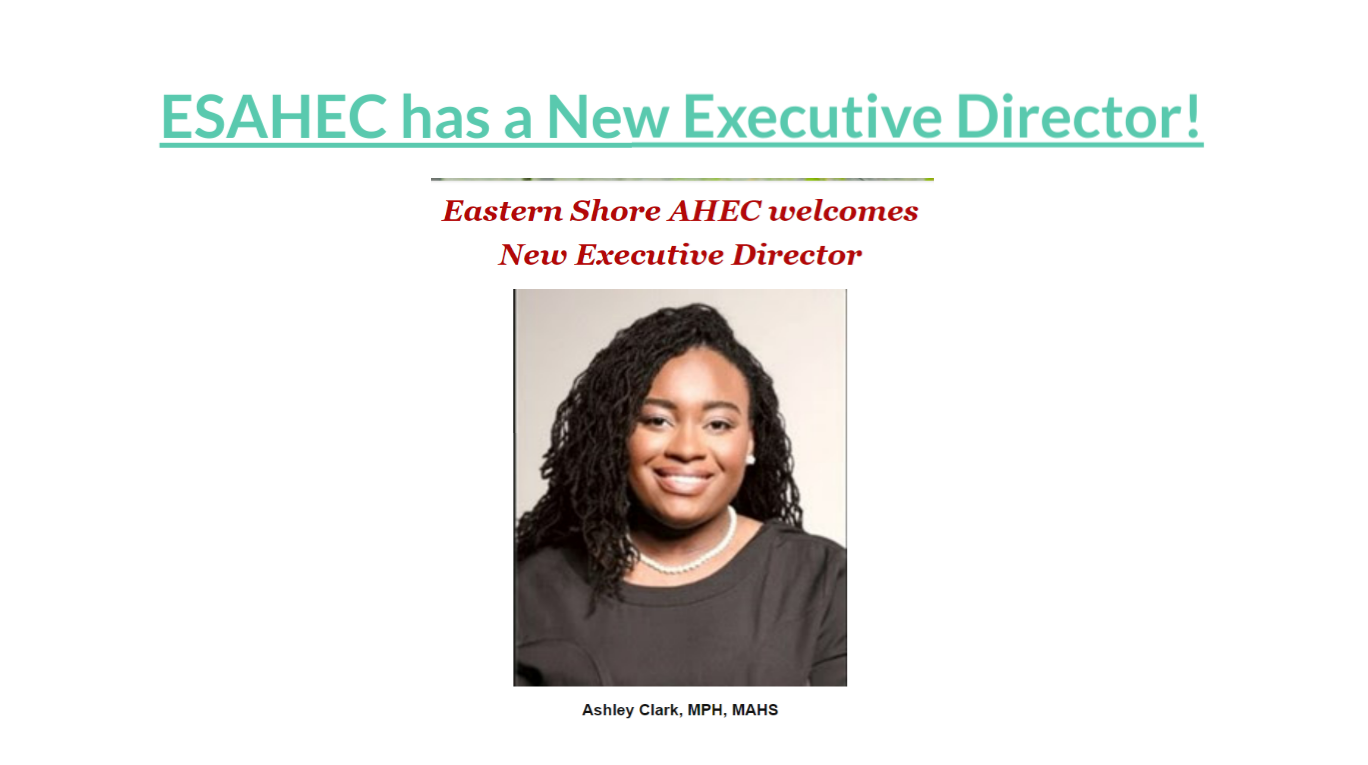 ESAHEC has a New Executive Director!
Eastern Shore AHEC welcomes
New Executive Director
Ashley Clark, MPH, MAHS